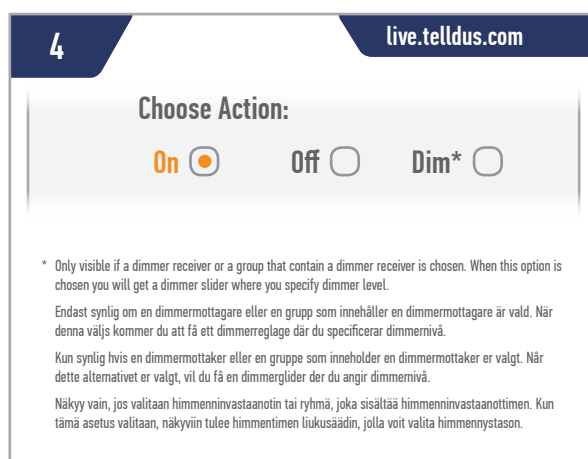 4
live.telldus.com
Choose Action:
On Off Dim*
* Only visible if a dimmer receiver or a group that contain a dimmer receiver is chosen. When this option is
chosen you will get a dimmer slider where you specify dimmer level.
Endast synlig om en dimmermottagare eller en grupp som innehåller en dimmermottagare är vald. När
denna väljs kommer du att få ett dimmerreglage där du specificerar dimmernivå.
Kun synlig hvis en dimmermottaker eller en gruppe som inneholder en dimmermottaker er valgt. Når
dette alternativet er valgt, vil du få en dimmerglider der du angir dimmernivå.
Näkyy vain, jos valitaan himmenninvastaanotin tai ryhmä, joka sisältää himmenninvastaanottimen. Kun
tämä asetus valitaan, näkyviin tulee himmentimen liukusäädin, jolla voit valita himmennystason.